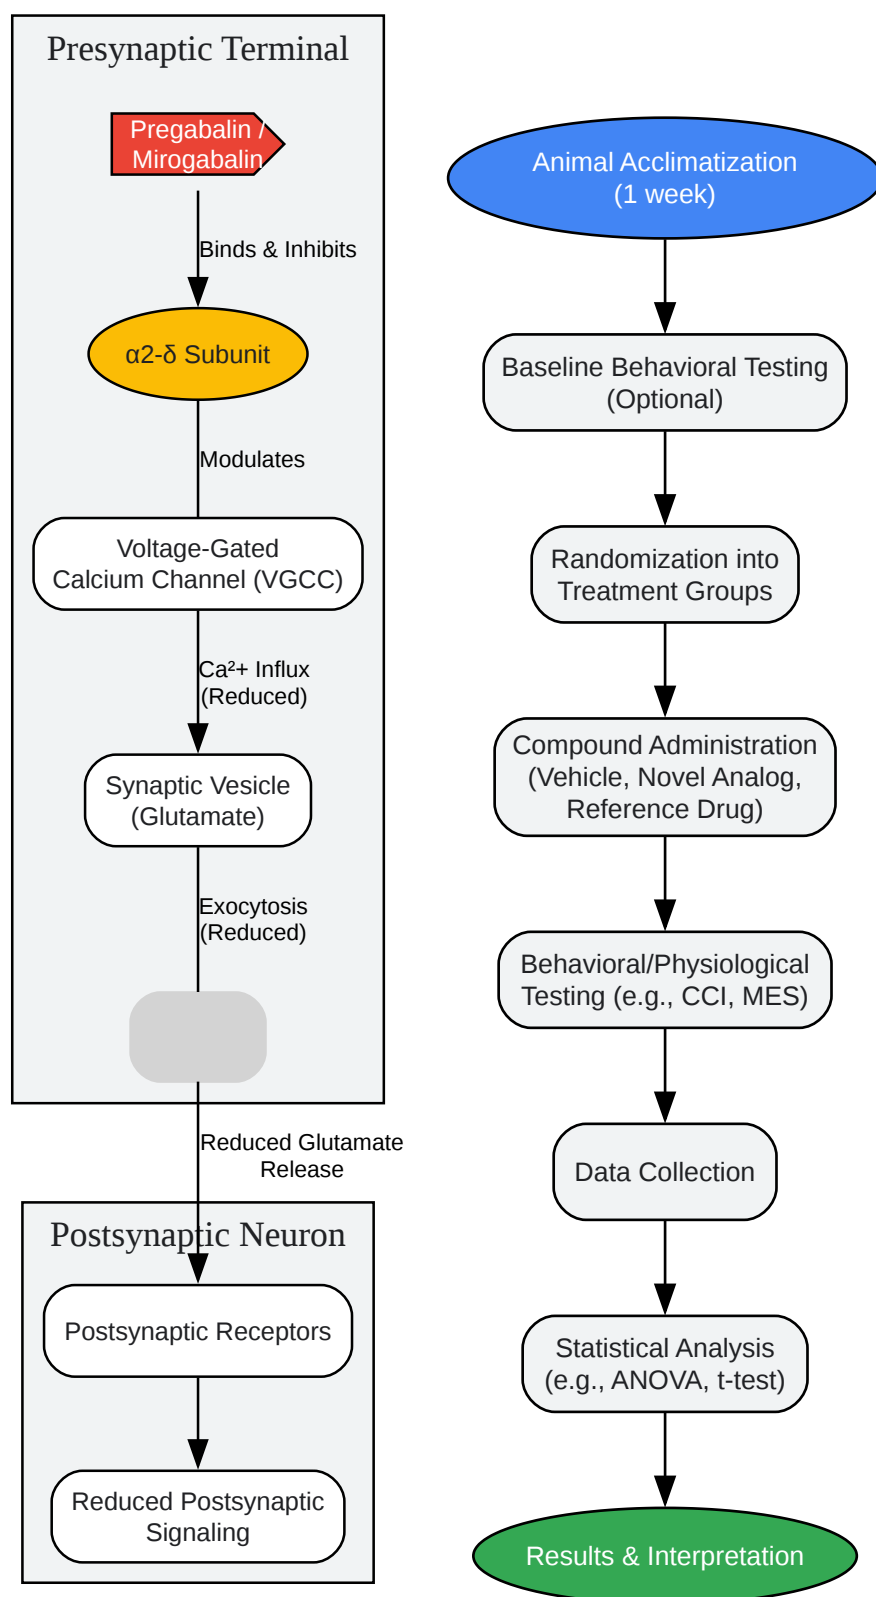 Presynaptic Terminal
Pregabalin /
Mirogabalin
Binds & Inhibits
α2-δ Subunit
Modulates
Voltage-Gated
Calcium Channel (VGCC)
Ca²+ Influx
(Reduced)
Synaptic Vesicle
(Glutamate)
Exocytosis
(Reduced)
Reduced Glutamate
Release
Postsynaptic Neuron
Postsynaptic Receptors
Reduced Postsynaptic
Signaling
Animal Acclimatization
(1 week)
Baseline Behavioral Testing
(Optional)
Randomization into
Treatment Groups
Compound Administration
(Vehicle, Novel Analog,
Reference Drug)
Behavioral/Physiological
Testing (e.g., CCI, MES)
Data Collection
Statistical Analysis
(e.g., ANOVA, t-test)
Results & Interpretation